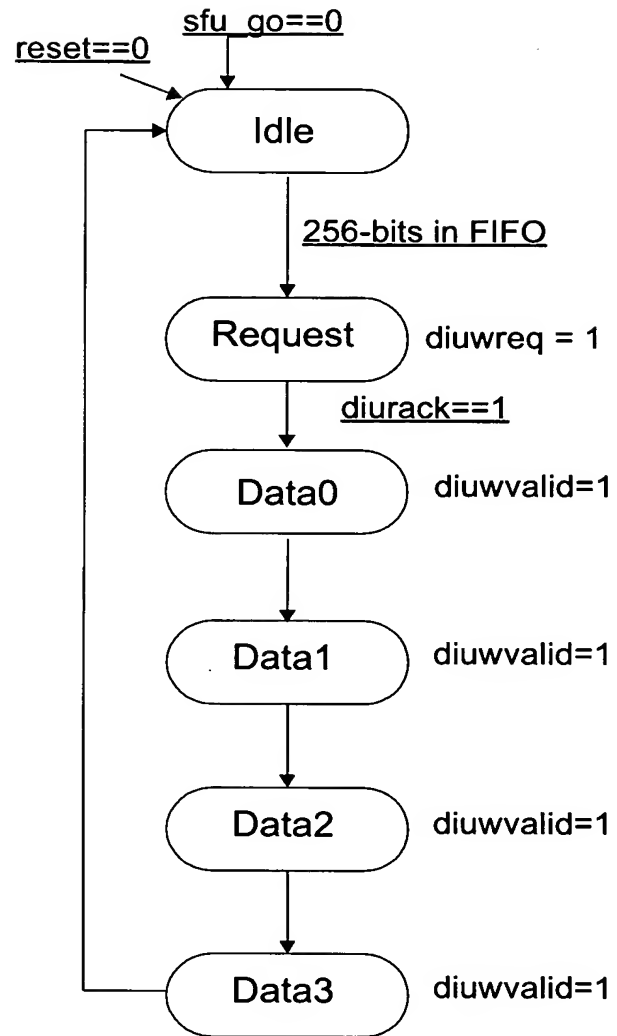 sfu_go==0
reset==0
Idle
256-bits in FIFO
Request
diuwreq = 1
diurack==1
Data0
diuwvalid=1
Data1
diuwvalid=1
Data2
diuwvalid=1
Data3
diuwvalid=1